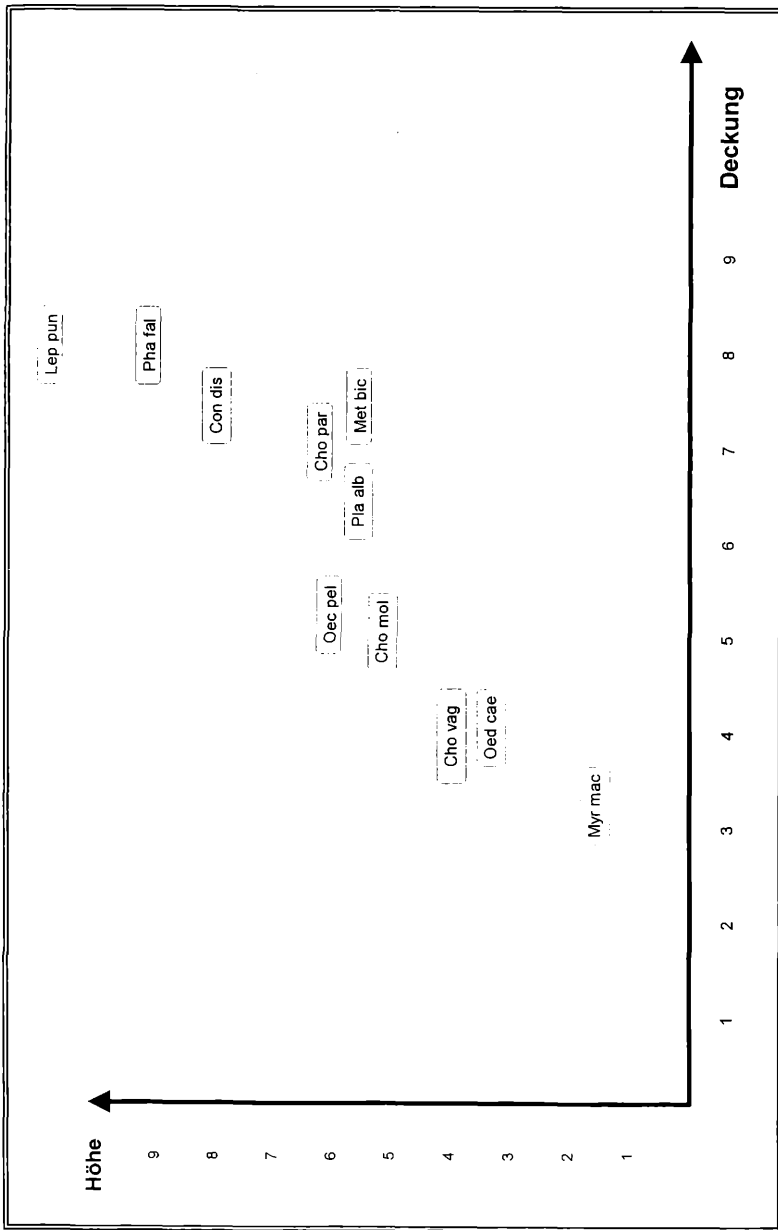 Höhe
Lep pun
9
Pha fal
8
Con dis
7
6
Oec pel
Cho par
Pla alb
Met bic
5
Cho mol
4
Cho vag
3
Oed cae
2
Myr mac
1
1 2 3 4 5 6 7 8 9
Deckung